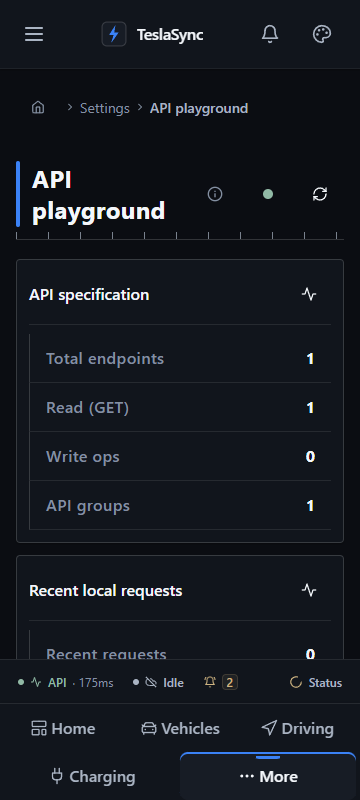 TeslaSync
Settings
API playground
API
playground
API specification
Total endpoints
1
Read (GET)
1
Write ops
0
API groups
1
Recent local requests
Recent requests
0
API · 175ms
Idle
2
Status
Home
Vehicles
Driving
Charging
More